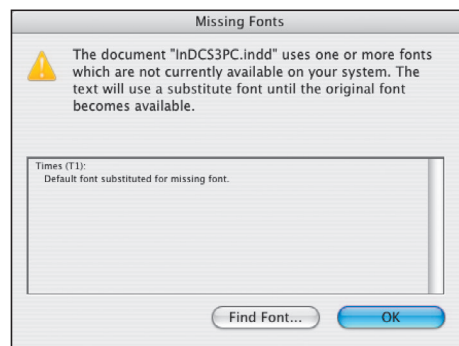 Missing Fonts
The document "InDCS3PC.indd" uses one or more fonts
which are not currently available on your system. The
text will use a substitute font until the original font
becomes available.
Times (T1):
Default font substituted for missing font.
Find Font...
OK